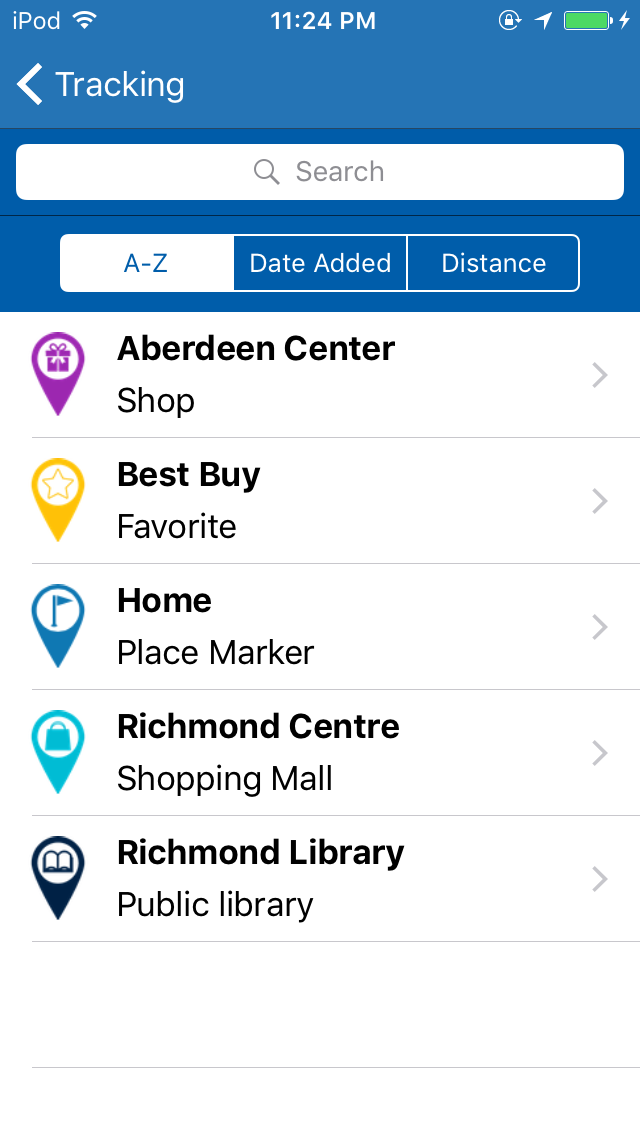 iPod 11:24 PM
Tracking
Search
A-Z Date Added Distance
Aberdeen Center
Shop
Best Buy
Favorite
Home
Place Marker
Richmond Centre
Shopping Mall
Richmond Library
Public library